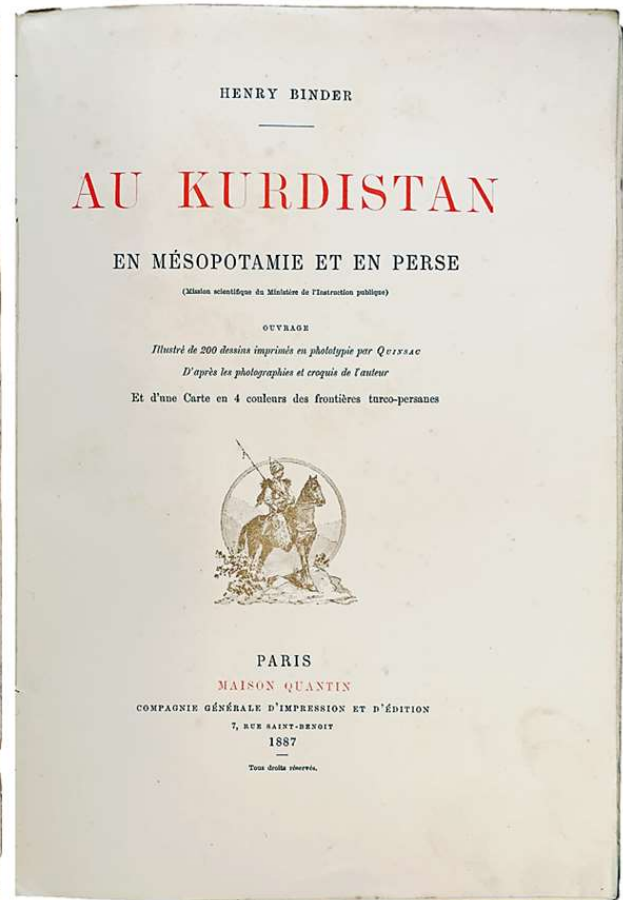 HENRY BINDER
AU KURDISTAN
EN MÉSOPOTAMIE ET EN PERSE
(Mission scientifique du Ministère de l'Instruction publique)
OUVRAGE
Illustré de 200 dessins imprimés en phototypie par QUINSAC
D'après les photographies et croquis de l'auteur
Et d'une Carte en 4 couleurs des frontières turco-persanes
PARIS
MAISON QUANTIN
COMPAGNIE GÉNÉRALE D'IMPRESSION ET D'ÉDITION
7, RUE SAINT-BENOIT
1887
Tous droits réservés.